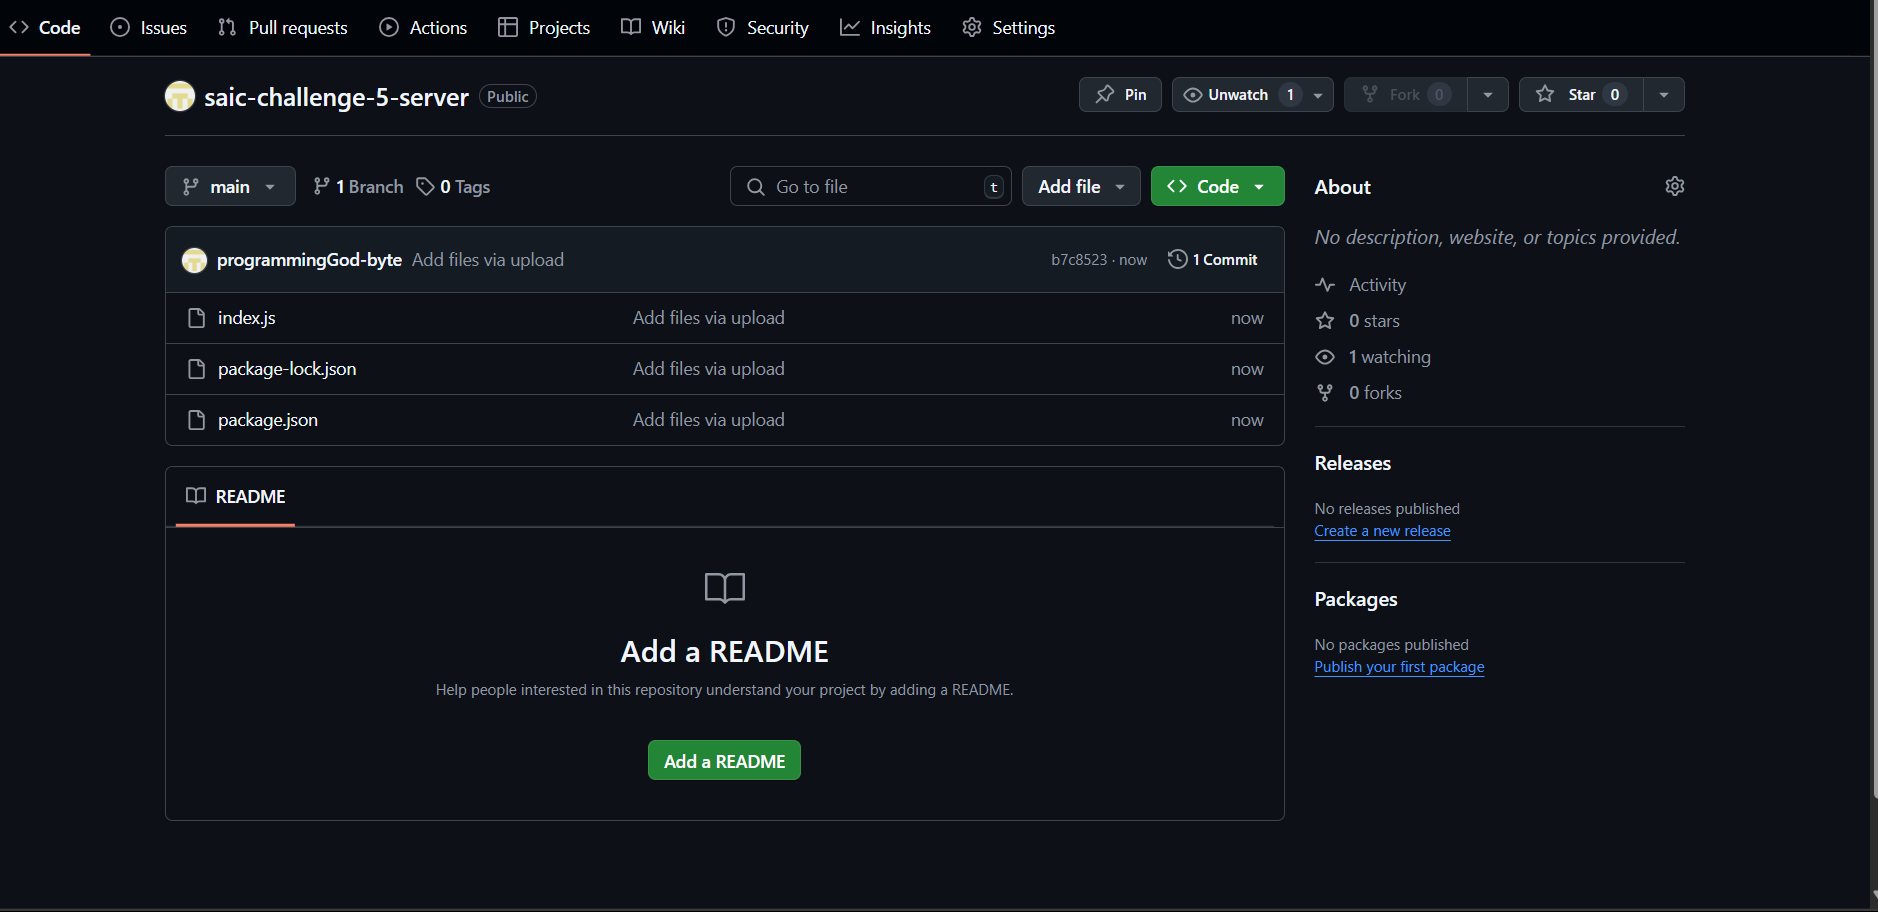 Code Issues Pull requests Actions Projects Wiki Security Insights Settings
saic-challenge-5-server Public Pin Unwatch 1 Fork 0 Star 0
main 1 Branch 0 Tags Go to file t Add file Code
programmingGod-byte Add files via upload b7c8523 · now 1 Commit
index.js Add files via upload now
package-lock.json Add files via upload now
package.json Add files via upload now
README
Add a README
Help people interested in this repository understand your project by adding a README.
Add a README
About
No description, website, or topics provided.
Activity
0 stars
1 watching
0 forks
Releases
No releases published
Create a new release
Packages
No packages published
Publish your first package